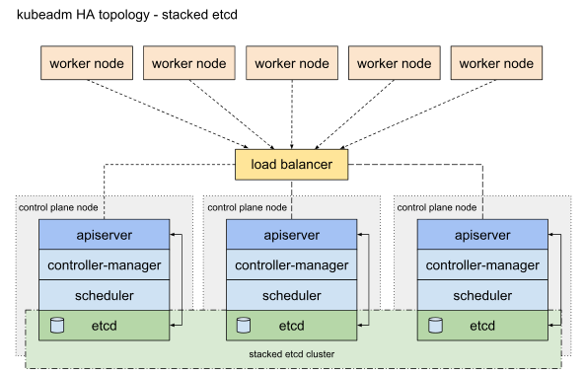 kubeadm HA topology - stacked etcd
worker node
worker node
worker node
worker node
worker node
load balancer
control plane node
apiserver
controller-manager
scheduler
etcd
control plane node
apiserver
controller-manager
scheduler
etcd
control plane node
apiserver
controller-manager
scheduler
etcd
stacked etcd cluster